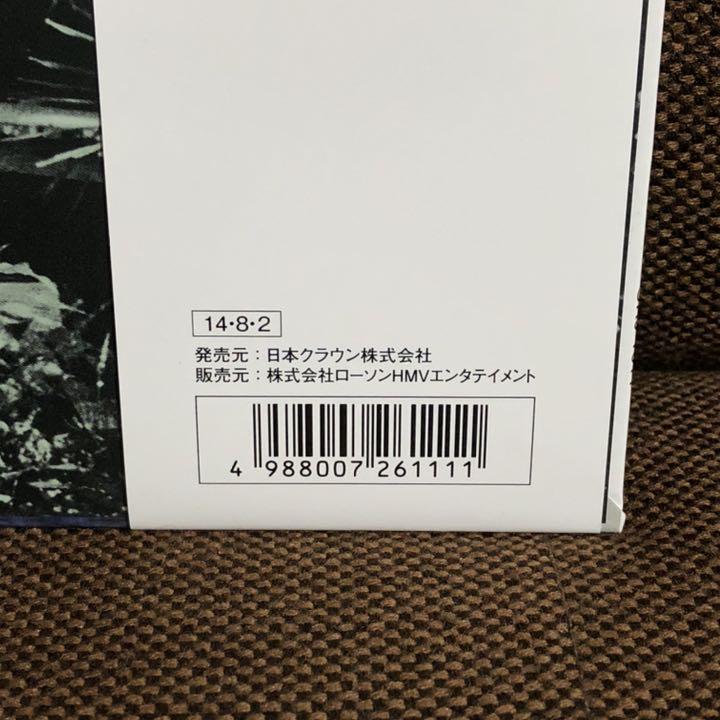 14・8・2
発売元：日本クラウン株式会社
販売元：株式会社ローソンHMVエンタテイメント
4 988007 261111